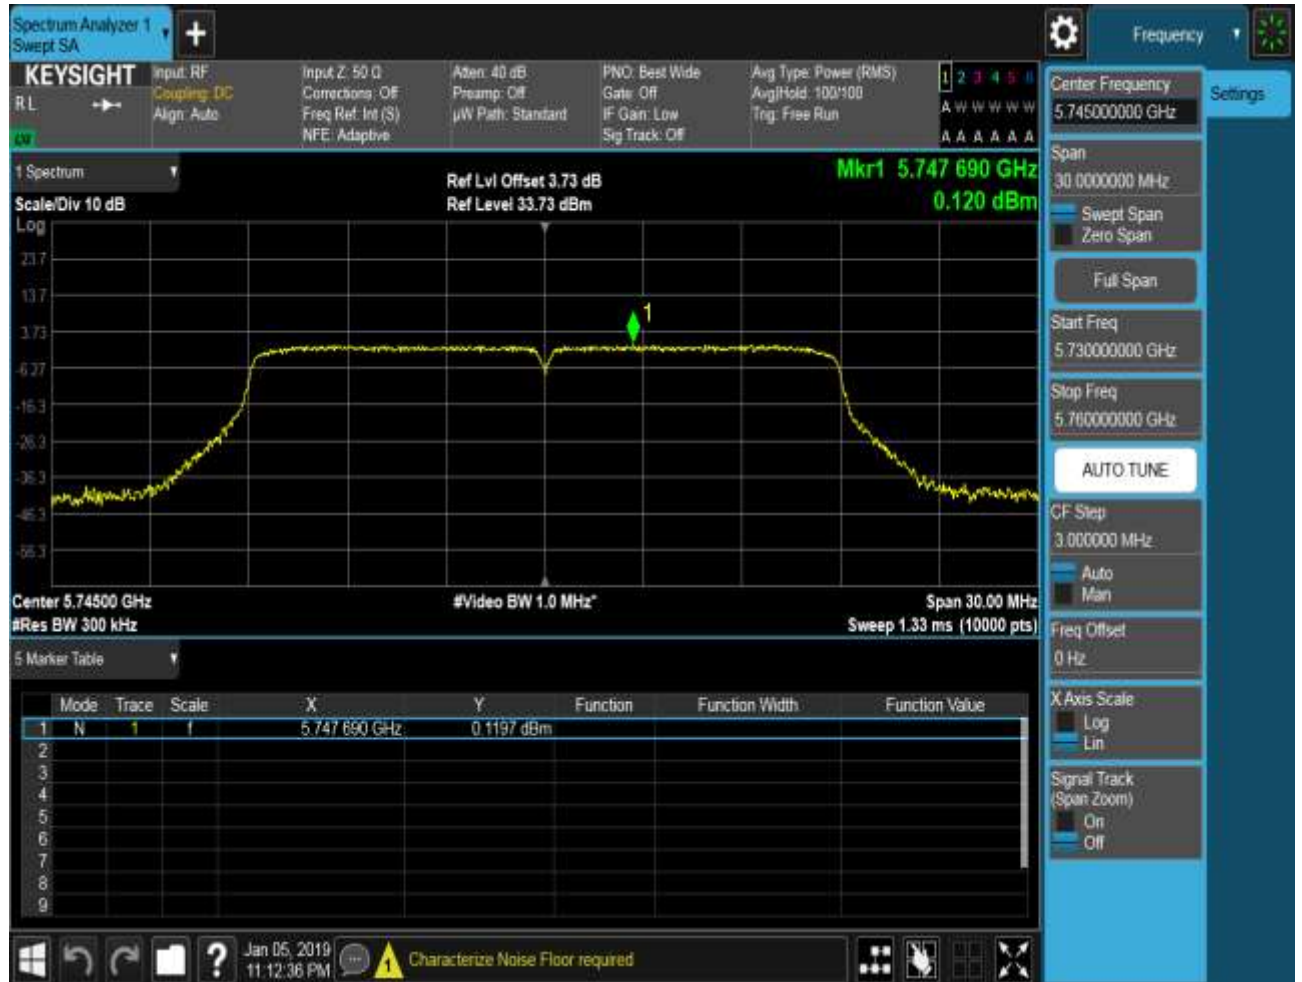 Spectrum Analyzer 1
Swept SA
Frequency
KEYSIGHT
R L
Input: RF
Coupling: DC
Align: Auto
Input Z: 50 Ω
Corrections: Off
Freq Ref: Int (S)
NFE: Adaptive
Atten: 40 dB
Preamp: Off
µW Path: Standard
PNO: Best Wide
Gate: Off
IF Gain: Low
Sig Track: Off
Avg Type: Power (RMS)
Avg|Hold: 100/100
Trig: Free Run
1 2 3 4 5 6
A W W W W W
A A A A A A
1 Spectrum
Scale/Div 10 dB
Ref Lvl Offset 3.73 dB
Ref Level 33.73 dBm
Mkr1 5.747 690 GHz
0.120 dBm
Log
23.7
13.7
3.73
-6.27
-16.3
-26.3
-36.3
-46.3
-56.3
1
Center 5.74500 GHz
#Res BW 300 kHz
#Video BW 1.0 MHz*
Span 30.00 MHz
Sweep 1.33 ms (10000 pts)
5 Marker Table
Mode Trace Scale X Y Function Function Width Function Value
1 N 1 f 5.747 690 GHz 0.1197 dBm
2
3
4
5
6
7
8
9
Jan 05, 2019
11:12:36 PM
Characterize Noise Floor required
Center Frequency
5.745000000 GHz
Settings
Span
30.0000000 MHz
Swept Span
Zero Span
Full Span
Start Freq
5.730000000 GHz
Stop Freq
5.760000000 GHz
AUTO TUNE
CF Step
3.000000 MHz
Auto
Man
Freq Offset
0 Hz
X Axis Scale
Log
Lin
Signal Track
(Span Zoom)
On
Off